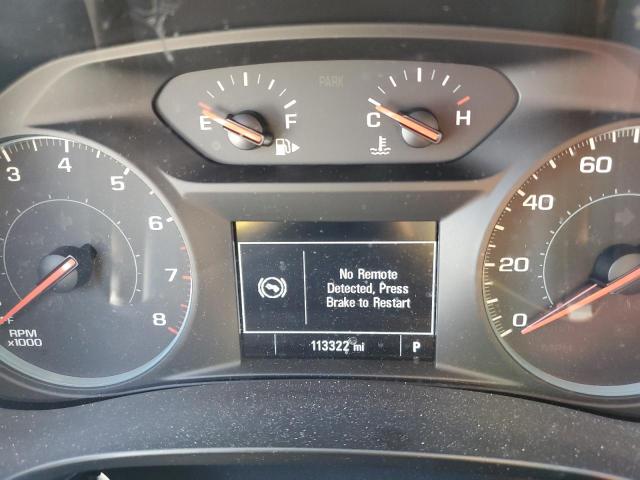 PARK
E F C H
3 4 5 6 7 8
RPM
x1000
F
No Remote
Detected, Press
Brake to Restart
113322 mi P
0 20 40 60